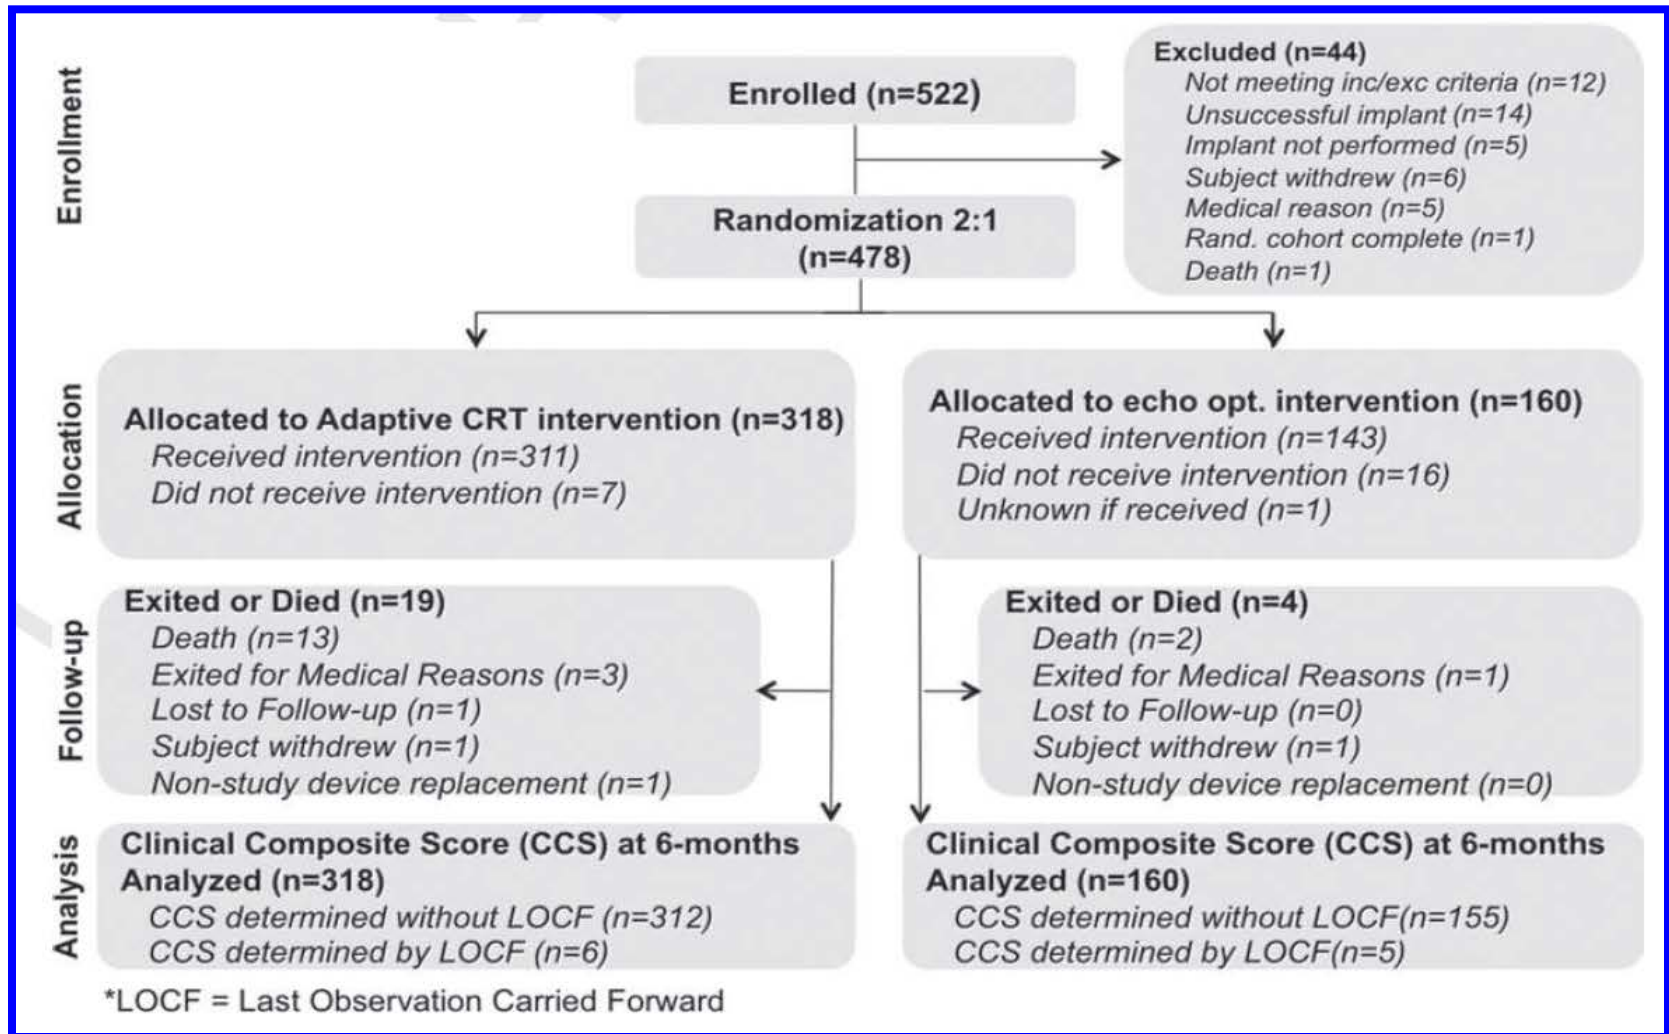 Enrollment
Enrolled (n=522)
Excluded (n=44)
Not meeting inc/exc criteria (n=12)
Unsuccessful implant (n=14)
Implant not performed (n=5)
Subject withdrew (n=6)
Medical reason (n=5)
Rand. cohort complete (n=1)
Death (n=1)
Randomization 2:1
(n=478)
Allocation
Allocated to Adaptive CRT intervention (n=318)
Received intervention (n=311)
Did not receive intervention (n=7)
Allocated to echo opt. intervention (n=160)
Received intervention (n=143)
Did not receive intervention (n=16)
Unknown if received (n=1)
Follow-up
Exited or Died (n=19)
Death (n=13)
Exited for Medical Reasons (n=3)
Lost to Follow-up (n=1)
Subject withdrew (n=1)
Non-study device replacement (n=1)
Exited or Died (n=4)
Death (n=2)
Exited for Medical Reasons (n=1)
Lost to Follow-up (n=0)
Subject withdrew (n=1)
Non-study device replacement (n=0)
Analysis
Clinical Composite Score (CCS) at 6-months
Analyzed (n=318)
CCS determined without LOCF (n=312)
CCS determined by LOCF (n=6)
Clinical Composite Score (CCS) at 6-months
Analyzed (n=160)
CCS determined without LOCF(n=155)
CCS determined by LOCF(n=5)
*LOCF = Last Observation Carried Forward